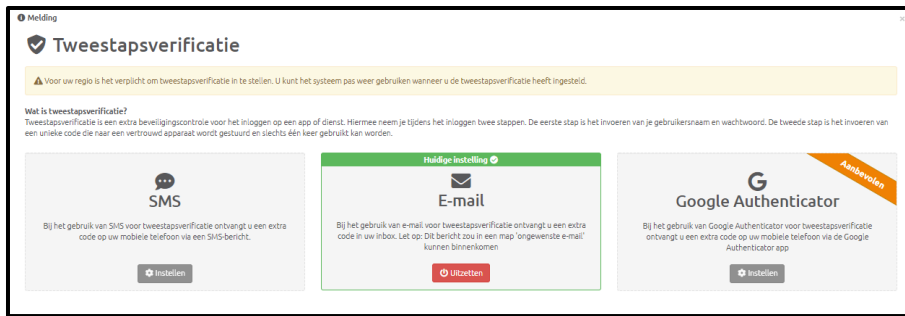 Melding
×
Tweestapsverificatie
Voor uw regio is het verplicht om tweestapsverificatie in te stellen. U kunt het systeem pas weer gebruiken wanneer u de tweestapsverificatie heeft ingesteld.
Wat is tweestapsverificatie?
Tweestapsverificatie is een extra beveiligingscontrole voor het inloggen op een app of dienst. Hiermee neem je tijdens het inloggen twee stappen. De eerste stap is het invoeren van je gebruikersnaam en wachtwoord. De tweede stap is het invoeren van
een unieke code die naar een vertrouwd apparaat wordt gestuurd en slechts één keer gebruikt kan worden.
SMS
Bij het gebruik van SMS voor tweestapsverificatie ontvangt u een extra
code op uw mobiele telefoon via een SMS-bericht.
Instellen
Huidige instelling
E-mail
Bij het gebruik van e-mail voor tweestapsverificatie ontvangt u een extra
code in uw inbox. Let op: Dit bericht zou in een map 'ongewenste e-mail'
kunnen binnenkomen
Uitzetten
Aanbevolen
Google Authenticator
Bij het gebruik van Google Authenticator voor tweestapsverificatie
ontvangt u een extra code op uw mobiele telefoon via de Google
Authenticator app
Instellen